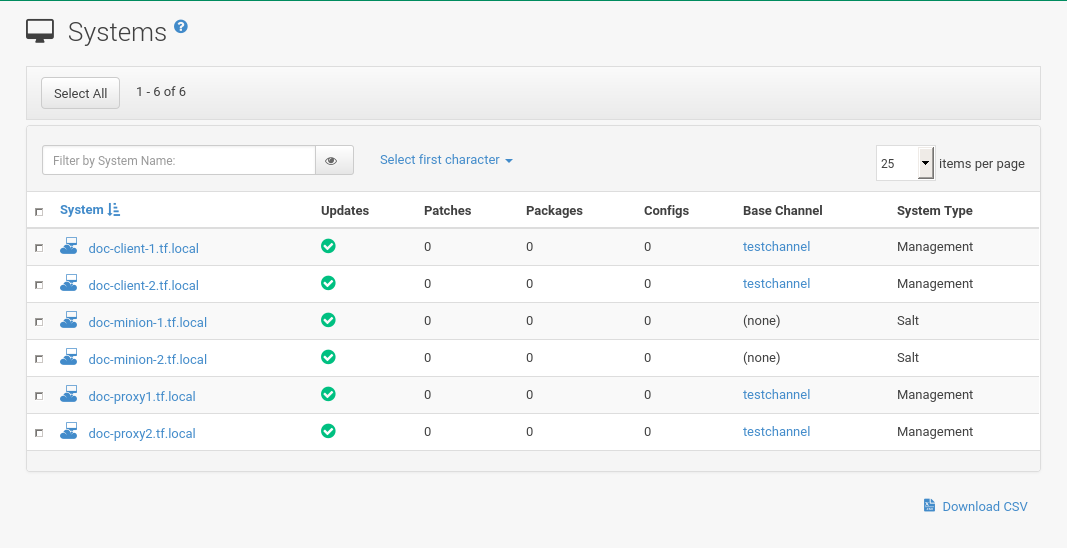 Systems ?
Select All 1 - 6 of 6
Filter by System Name: Select first character 25 items per page
System Updates Patches Packages Configs Base Channel System Type
doc-client-1.tf.local 0 0 0 testchannel Management
doc-client-2.tf.local 0 0 0 testchannel Management
doc-minion-1.tf.local 0 0 0 (none) Salt
doc-minion-2.tf.local 0 0 0 (none) Salt
doc-proxy1.tf.local 0 0 0 testchannel Management
doc-proxy2.tf.local 0 0 0 testchannel Management
Download CSV